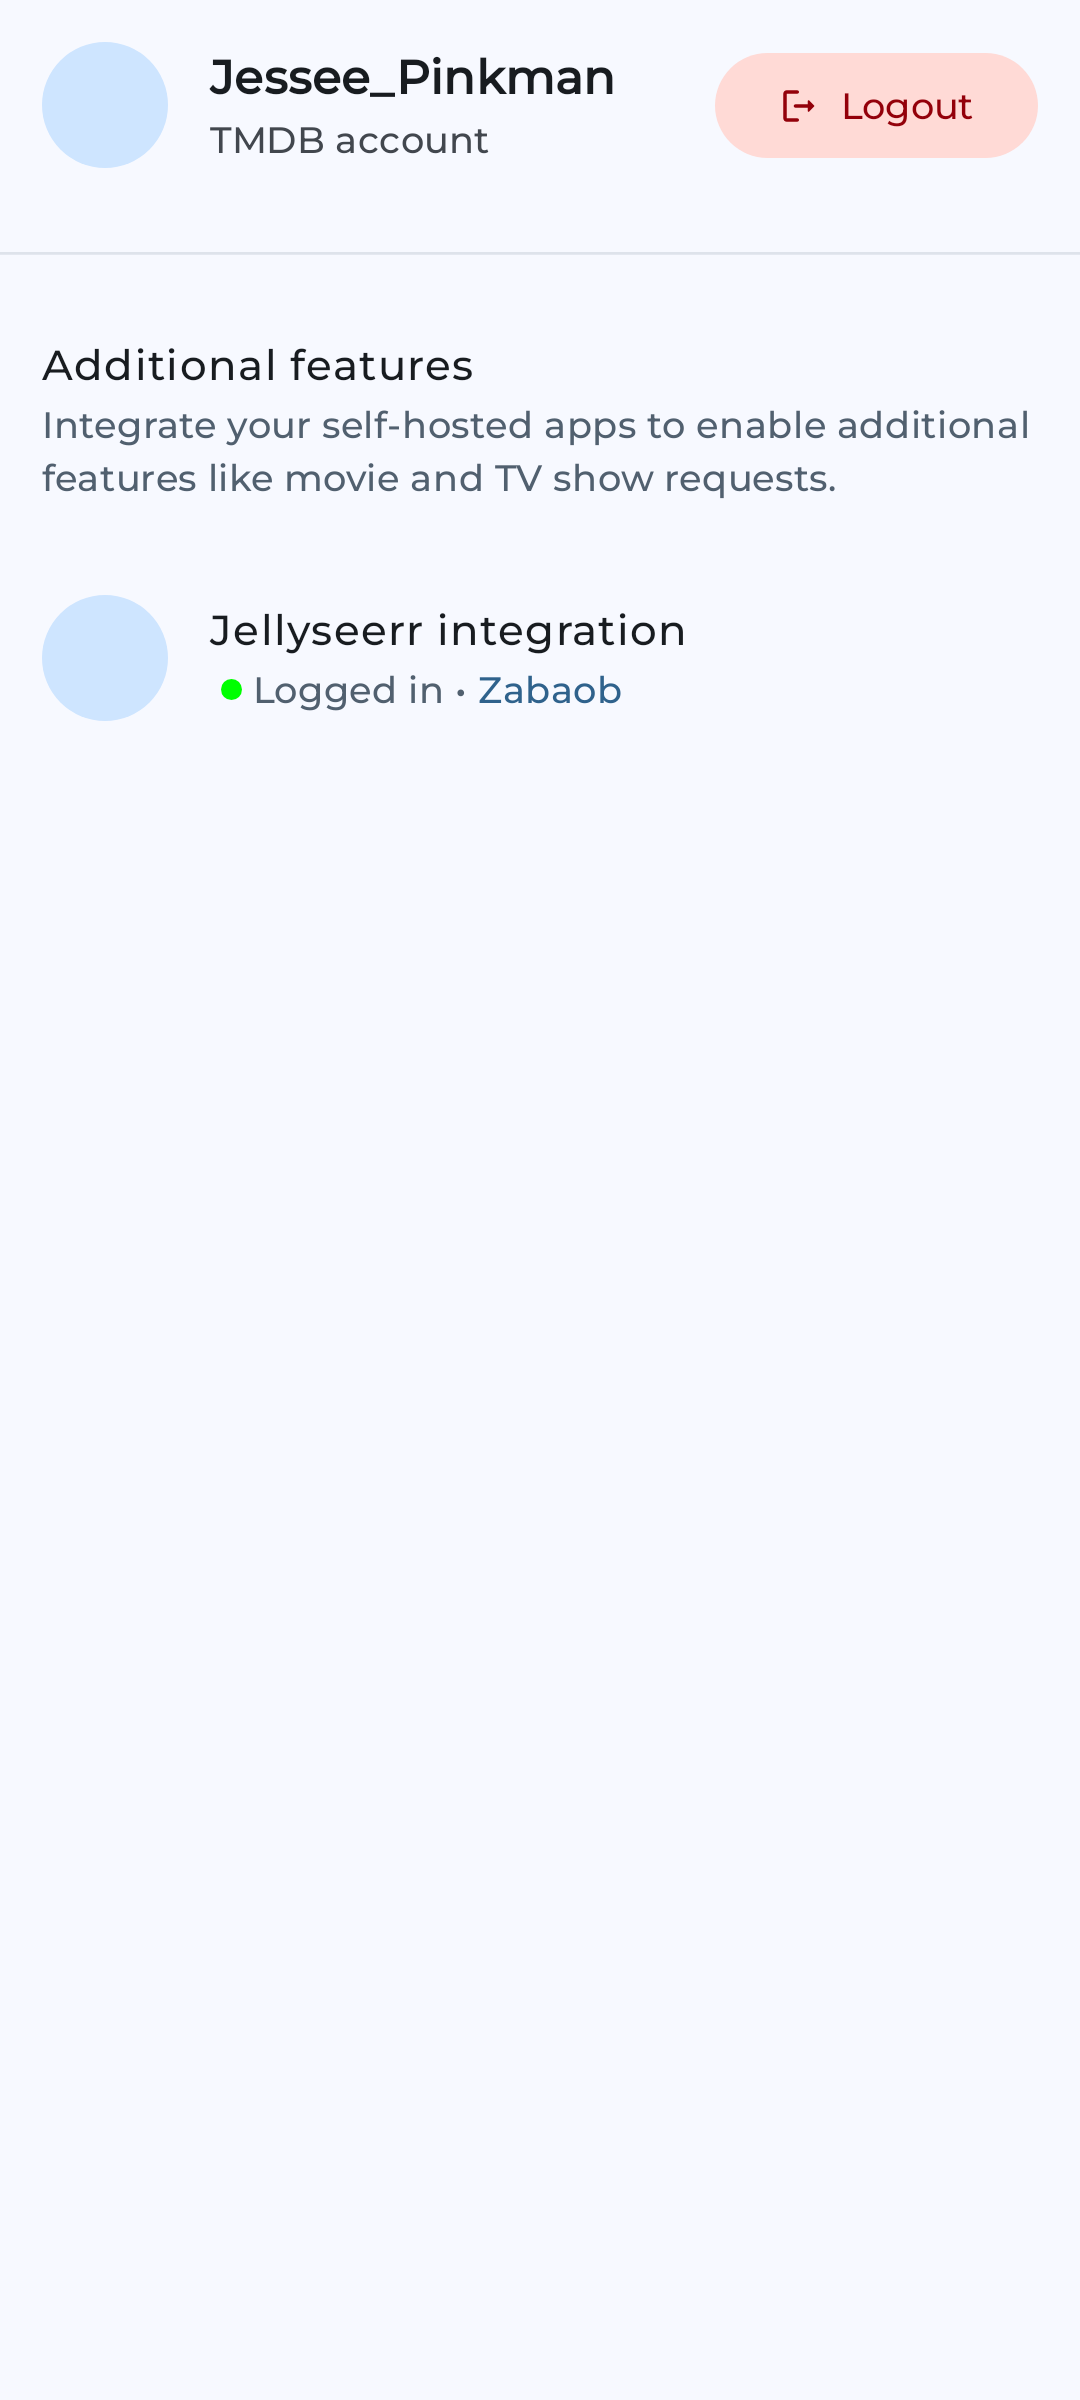 Jessee_Pinkman
TMDB account
Logout
Additional features
Integrate your self-hosted apps to enable additional
features like movie and TV show requests.
Jellyseerr integration
Logged in • Zabaob